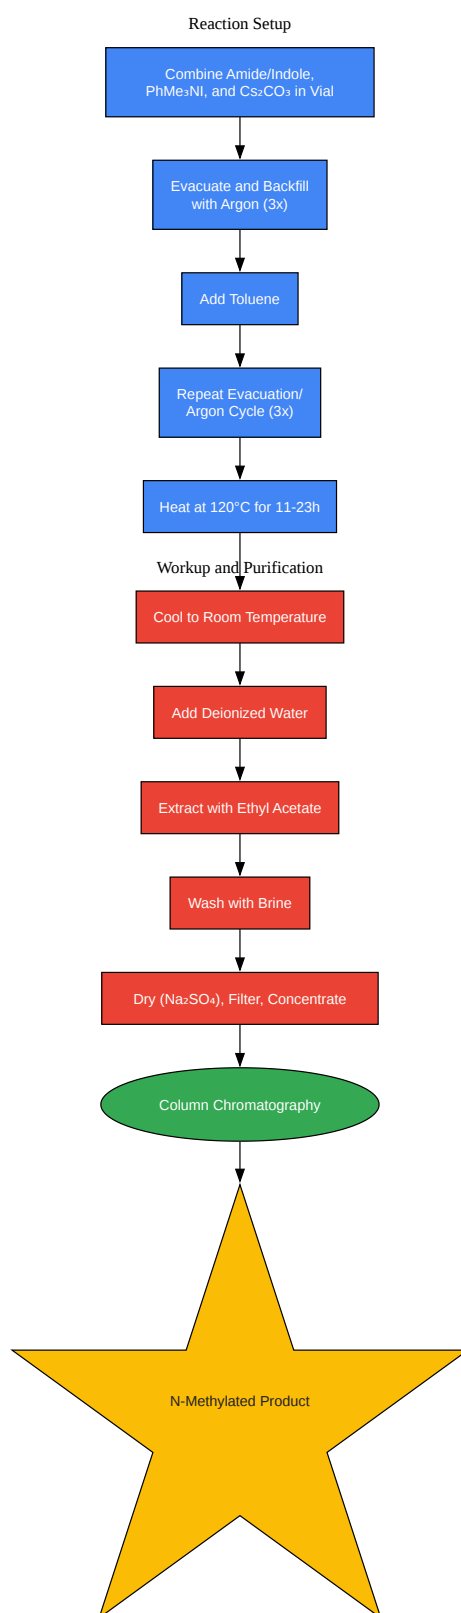 Reaction Setup
Combine Amide/Indole,
PhMe₃NI, and Cs₂CO₃ in Vial
Evacuate and Backfill
with Argon (3x)
Add Toluene
Repeat Evacuation/
Argon Cycle (3x)
Heat at 120°C for 11-23h
Workup and Purification
Cool to Room Temperature
Add Deionized Water
Extract with Ethyl Acetate
Wash with Brine
Dry (Na₂SO₄), Filter, Concentrate
Column Chromatography
N-Methylated Product